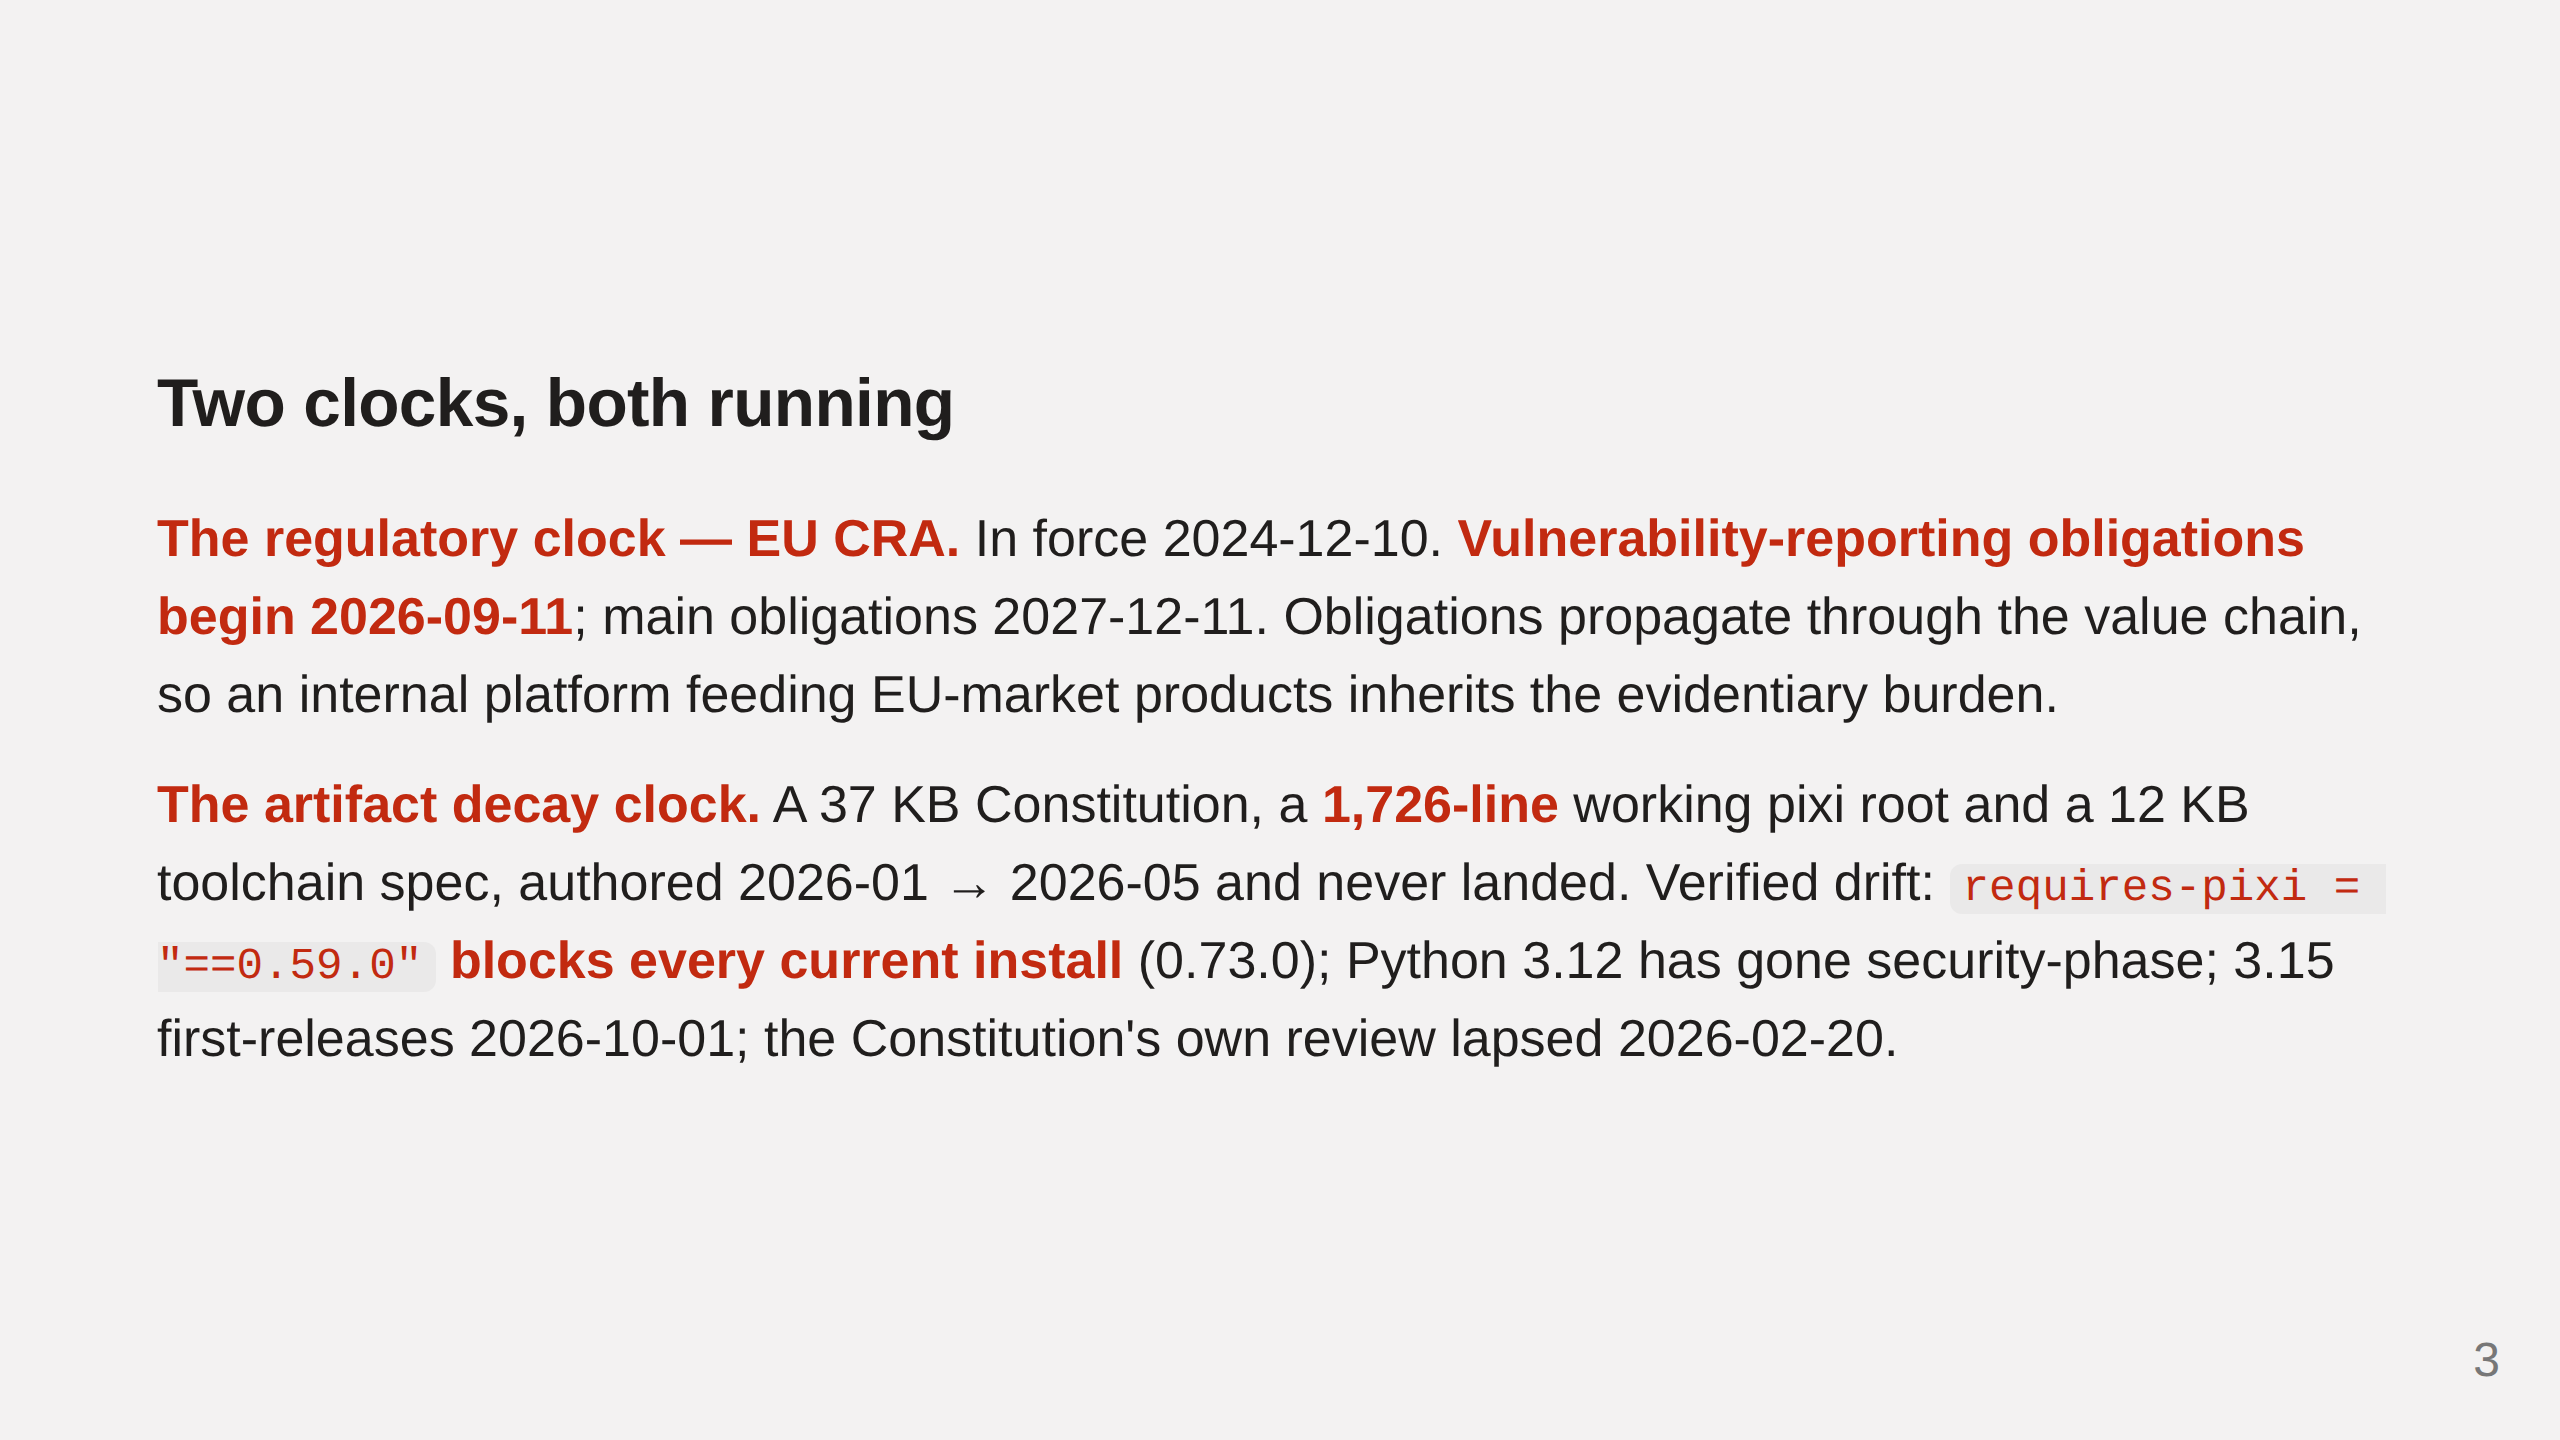 Two clocks, both running
The regulatory clock — EU CRA. In force 2024-12-10. Vulnerability-reporting obligations
begin 2026-09-11; main obligations 2027-12-11. Obligations propagate through the value chain,
so an internal platform feeding EU-market products inherits the evidentiary burden.
The artifact decay clock. A 37 KB Constitution, a 1,726-line working pixi root and a 12 KB
toolchain spec, authored 2026-01 → 2026-05 and never landed. Verified drift: requires-pixi =
"==0.59.0" blocks every current install (0.73.0); Python 3.12 has gone security-phase; 3.15
first-releases 2026-10-01; the Constitution's own review lapsed 2026-02-20.
3